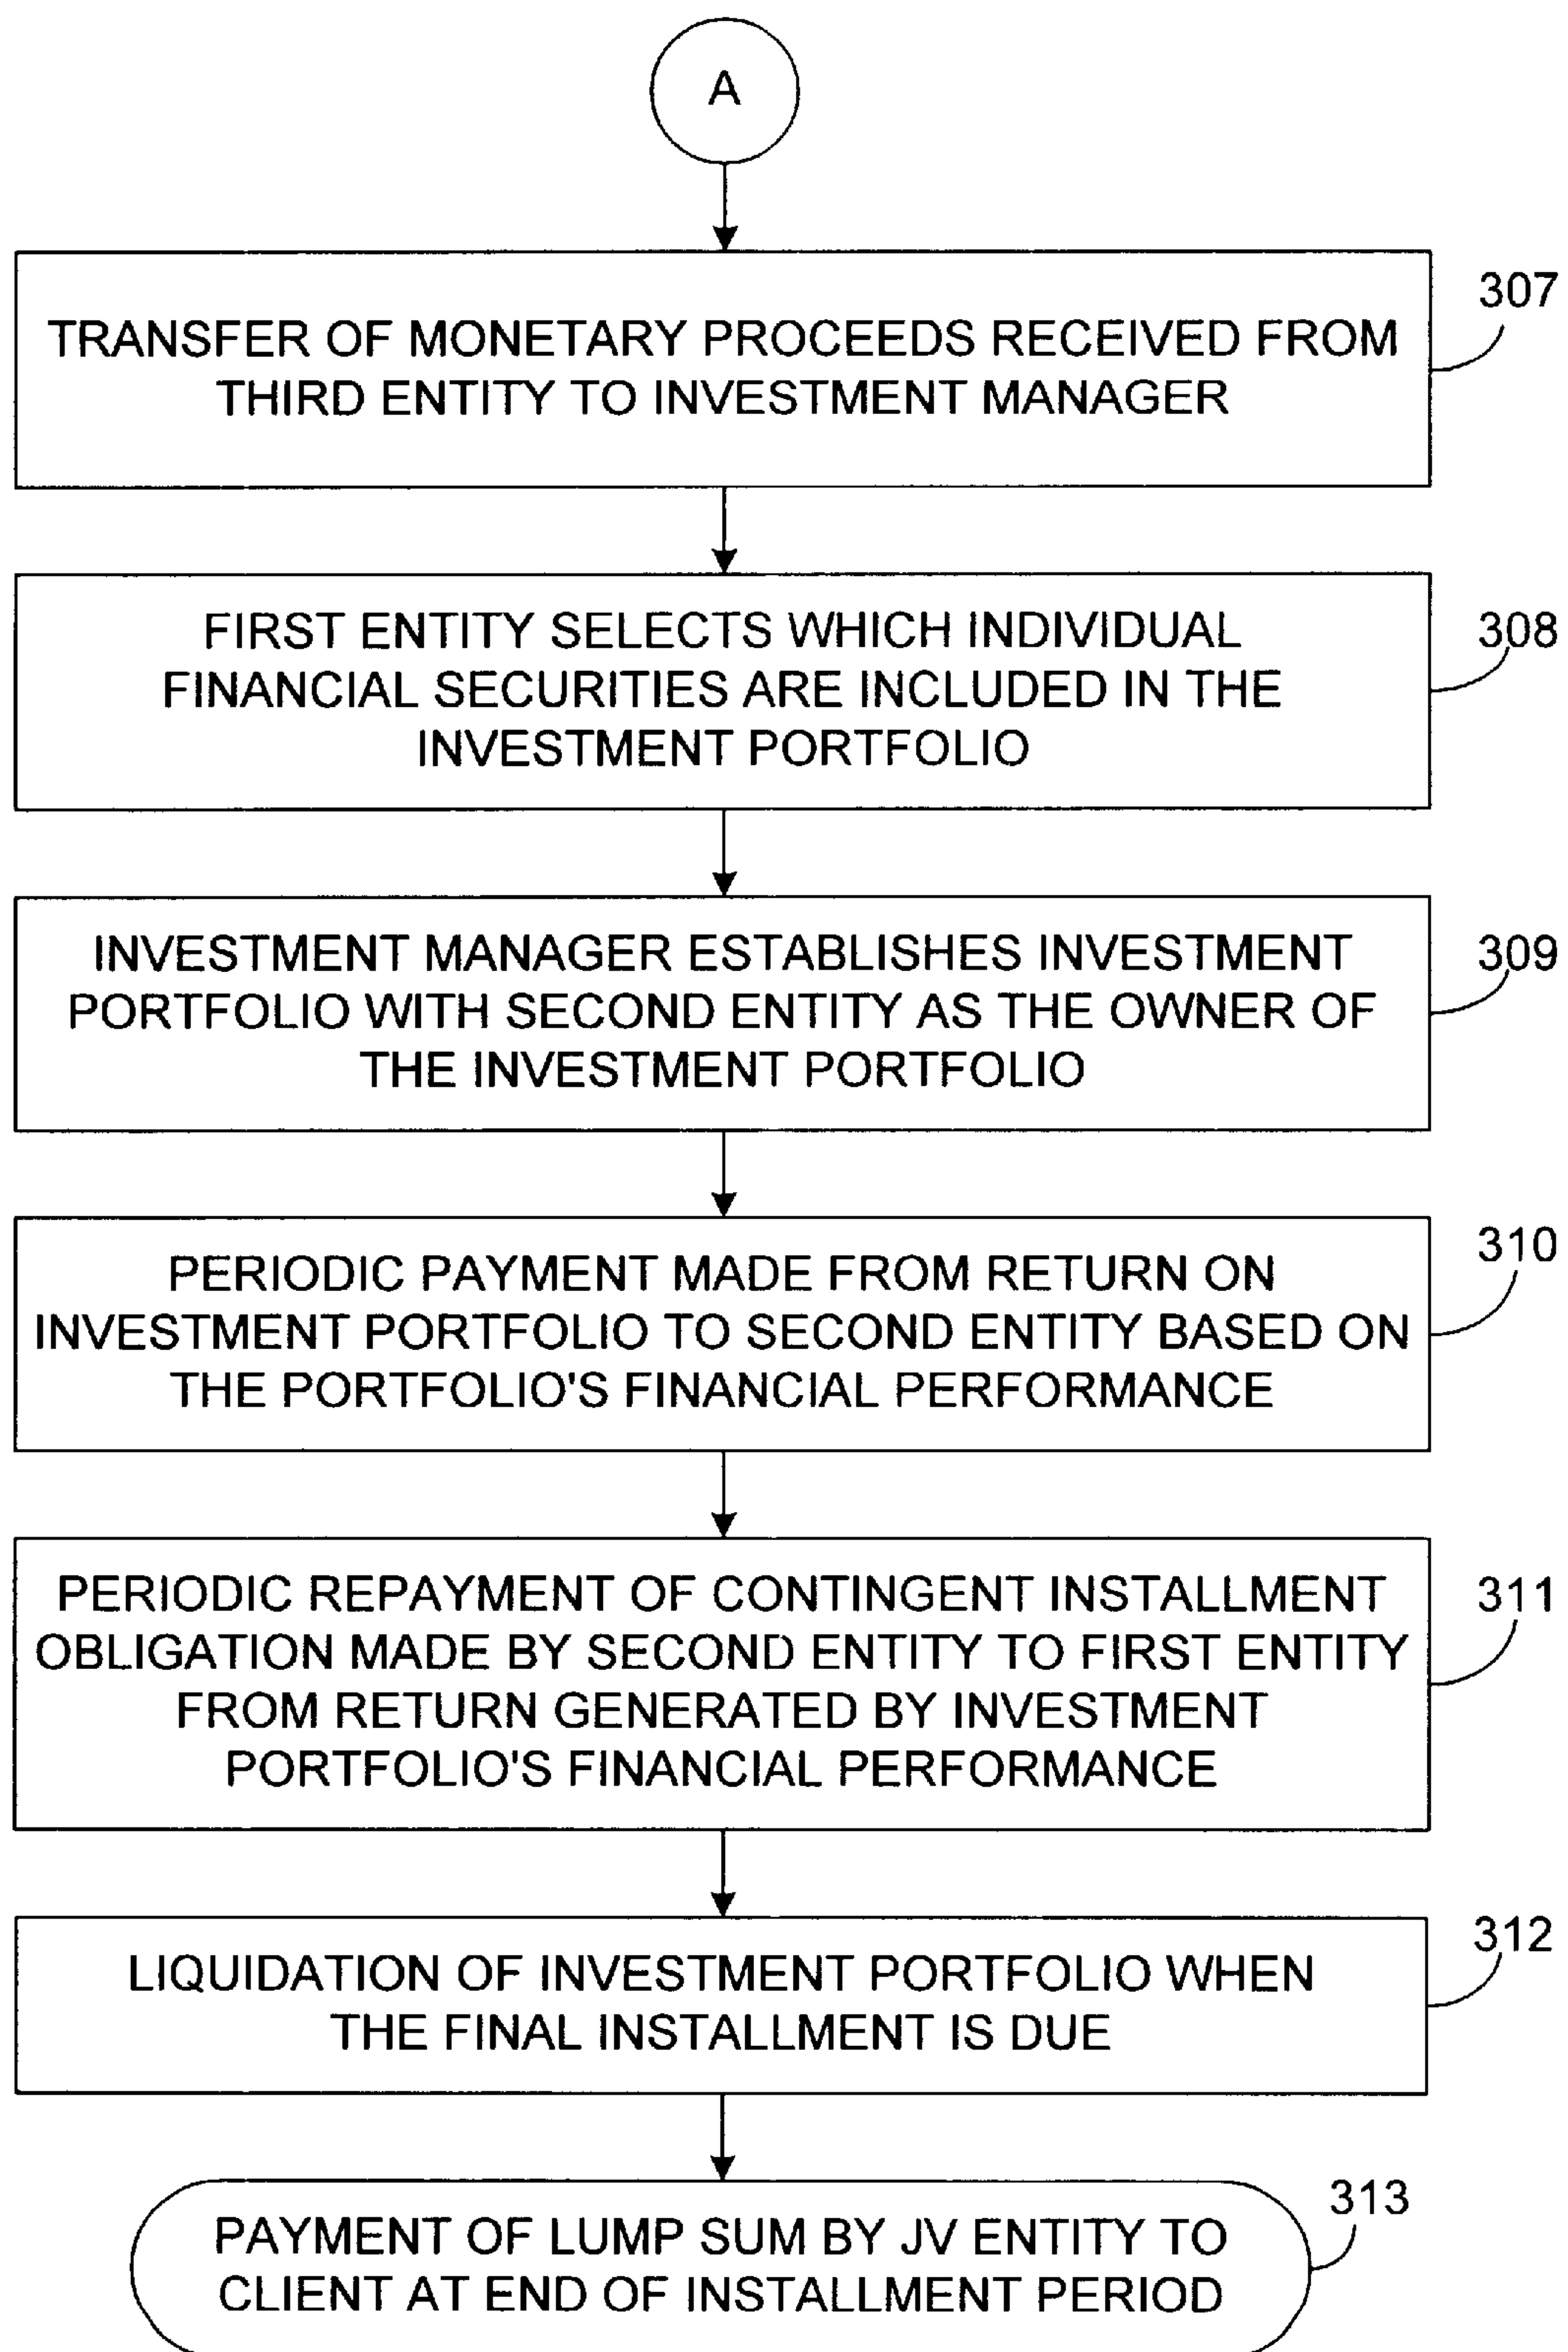 A
307
TRANSFER OF MONETARY PROCEEDS RECEIVED FROM
THIRD ENTITY TO INVESTMENT MANAGER
308
FIRST ENTITY SELECTS WHICH INDIVIDUAL
FINANCIAL SECURITIES ARE INCLUDED IN THE
INVESTMENT PORTFOLIO
309
INVESTMENT MANAGER ESTABLISHES INVESTMENT
PORTFOLIO WITH SECOND ENTITY AS THE OWNER OF
THE INVESTMENT PORTFOLIO
310
PERIODIC PAYMENT MADE FROM RETURN ON
INVESTMENT PORTFOLIO TO SECOND ENTITY BASED ON
THE PORTFOLIO'S FINANCIAL PERFORMANCE
311
PERIODIC REPAYMENT OF CONTINGENT INSTALLMENT
OBLIGATION MADE BY SECOND ENTITY TO FIRST ENTITY
FROM RETURN GENERATED BY INVESTMENT
PORTFOLIO'S FINANCIAL PERFORMANCE
312
LIQUIDATION OF INVESTMENT PORTFOLIO WHEN
THE FINAL INSTALLMENT IS DUE
313
PAYMENT OF LUMP SUM BY JV ENTITY TO
CLIENT AT END OF INSTALLMENT PERIOD